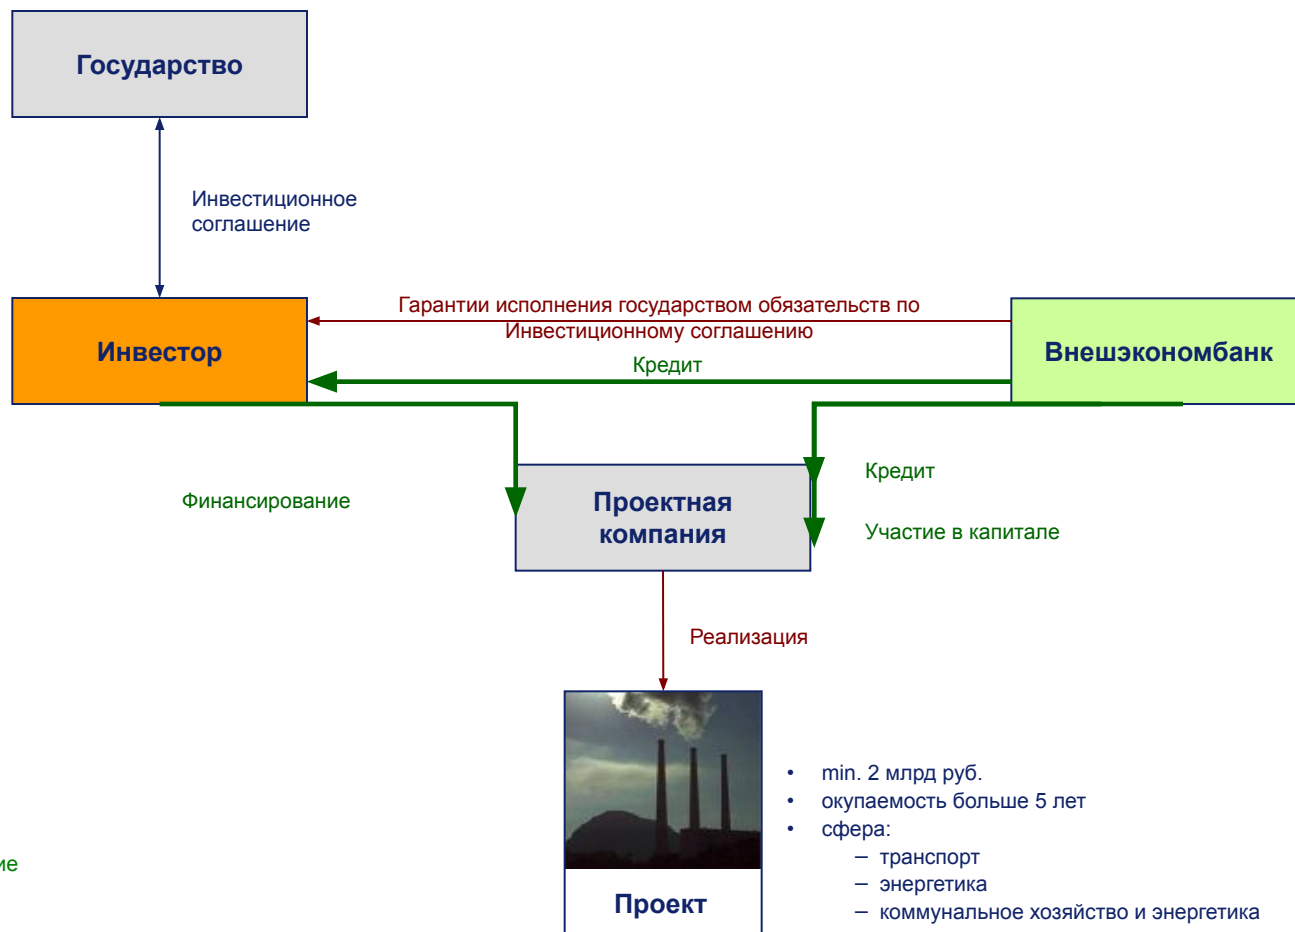 Государство
Инвестиционное
соглашение
Гарантии исполнения государством обязательств по
Инвестиционному соглашению
Инвестор
Внешэкономбанк
Кредит
Кредит
Финансирование
Проектная
компания
Участие в капитале
Реализация
• min. 2 млрд руб.
• окупаемость больше 5 лет
• сфера:
– транспорт
– энергетика
– коммунальное хозяйство и энергетика
ие
Проект